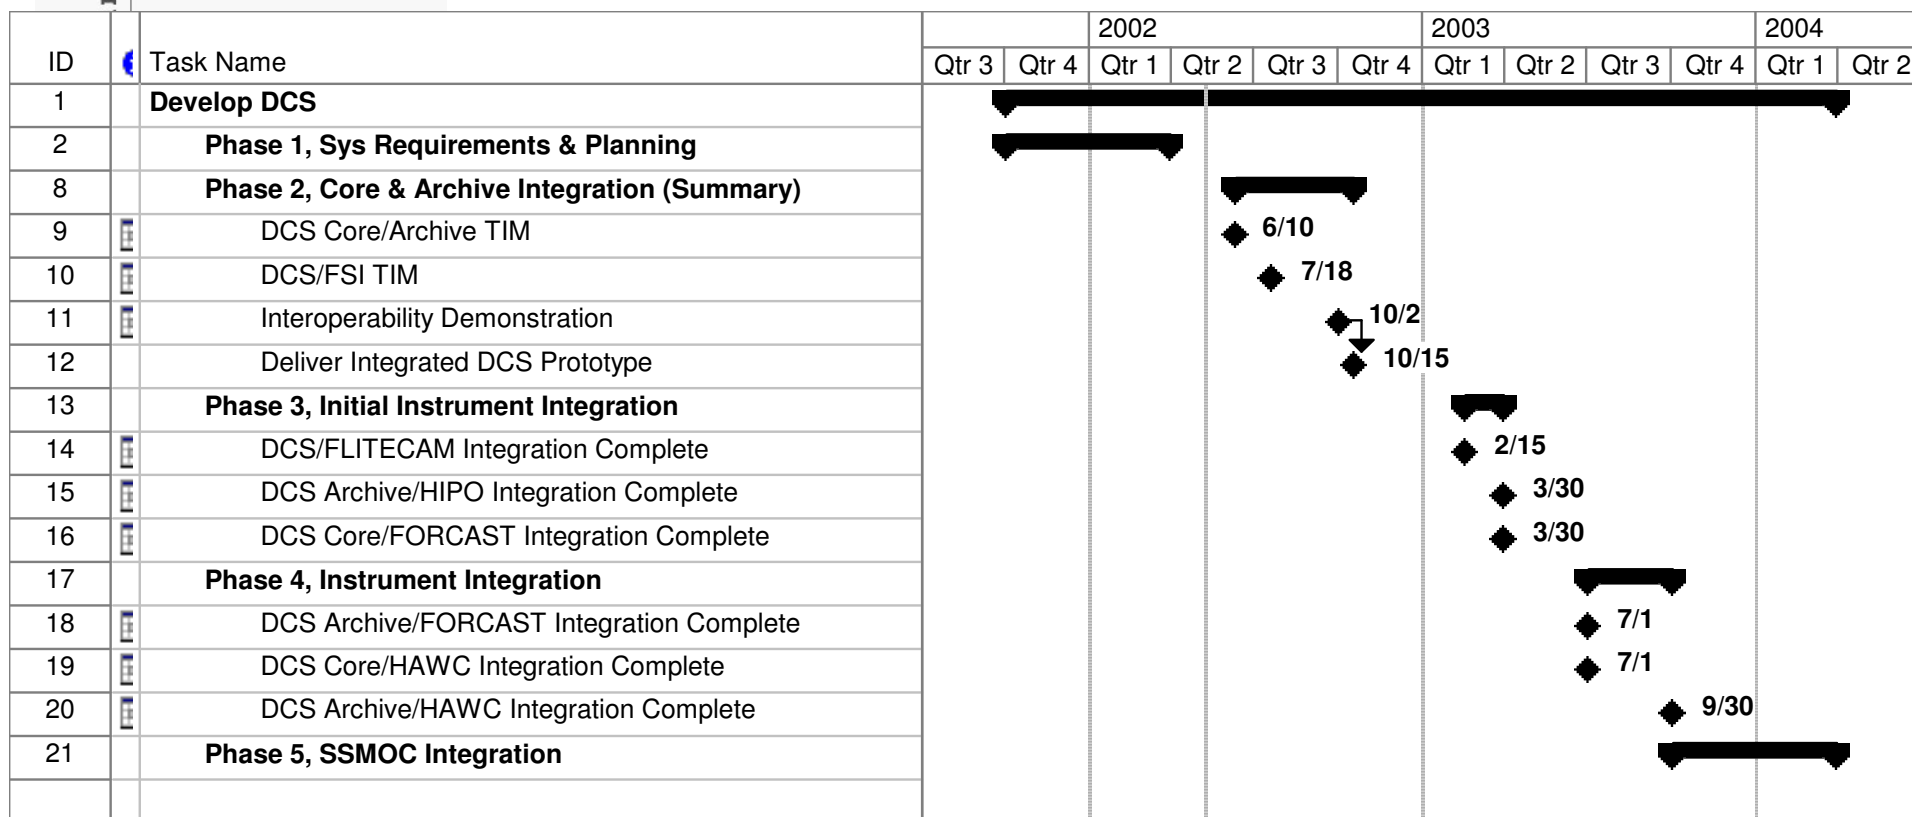 2002 2003 2004
ID Task Name Qtr 3 Qtr 4 Qtr 1 Qtr 2 Qtr 3 Qtr 4 Qtr 1 Qtr 2 Qtr 3 Qtr 4 Qtr 1 Qtr 2
1 Develop DCS
2 Phase 1, Sys Requirements & Planning
8 Phase 2, Core & Archive Integration (Summary)
9 DCS Core/Archive TIM 6/10
10 DCS/FSI TIM 7/18
11 Interoperability Demonstration 10/2
12 Deliver Integrated DCS Prototype 10/15
13 Phase 3, Initial Instrument Integration
14 DCS/FLITECAM Integration Complete 2/15
15 DCS Archive/HIPO Integration Complete 3/30
16 DCS Core/FORCAST Integration Complete 3/30
17 Phase 4, Instrument Integration
18 DCS Archive/FORCAST Integration Complete 7/1
19 DCS Core/HAWC Integration Complete 7/1
20 DCS Archive/HAWC Integration Complete 9/30
21 Phase 5, SSMOC Integration